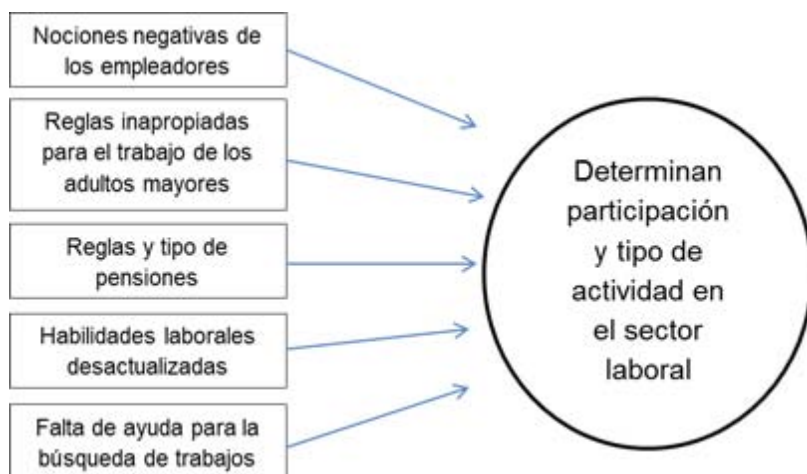 Nociones negativas de
los empleadores
Reglas inapropiadas
para el trabajo de los
adultos mayores
Reglas y tipo de
pensiones
Habilidades laborales
desactualizadas
Falta de ayuda para la
búsqueda de trabajos
Determinan
participación
y tipo de
actividad en
el sector
laboral